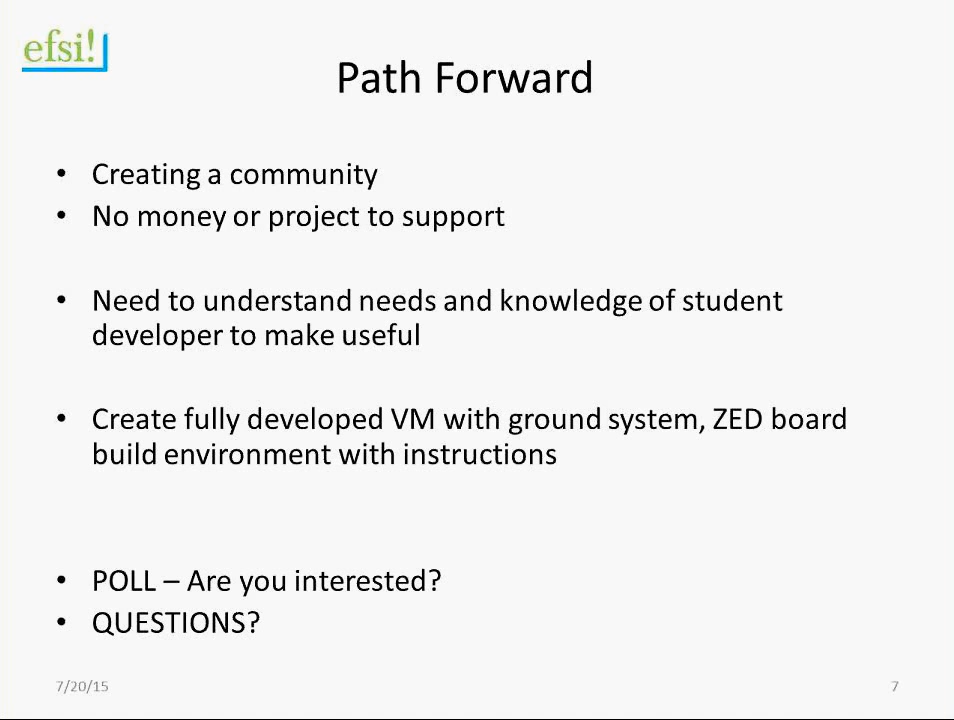 efsi!
Path Forward
• Creating a community
• No money or project to support
• Need to understand needs and knowledge of student
developer to make useful
• Create fully developed VM with ground system, ZED board
build environment with instructions
• POLL – Are you interested?
• QUESTIONS?
7/20/15
7